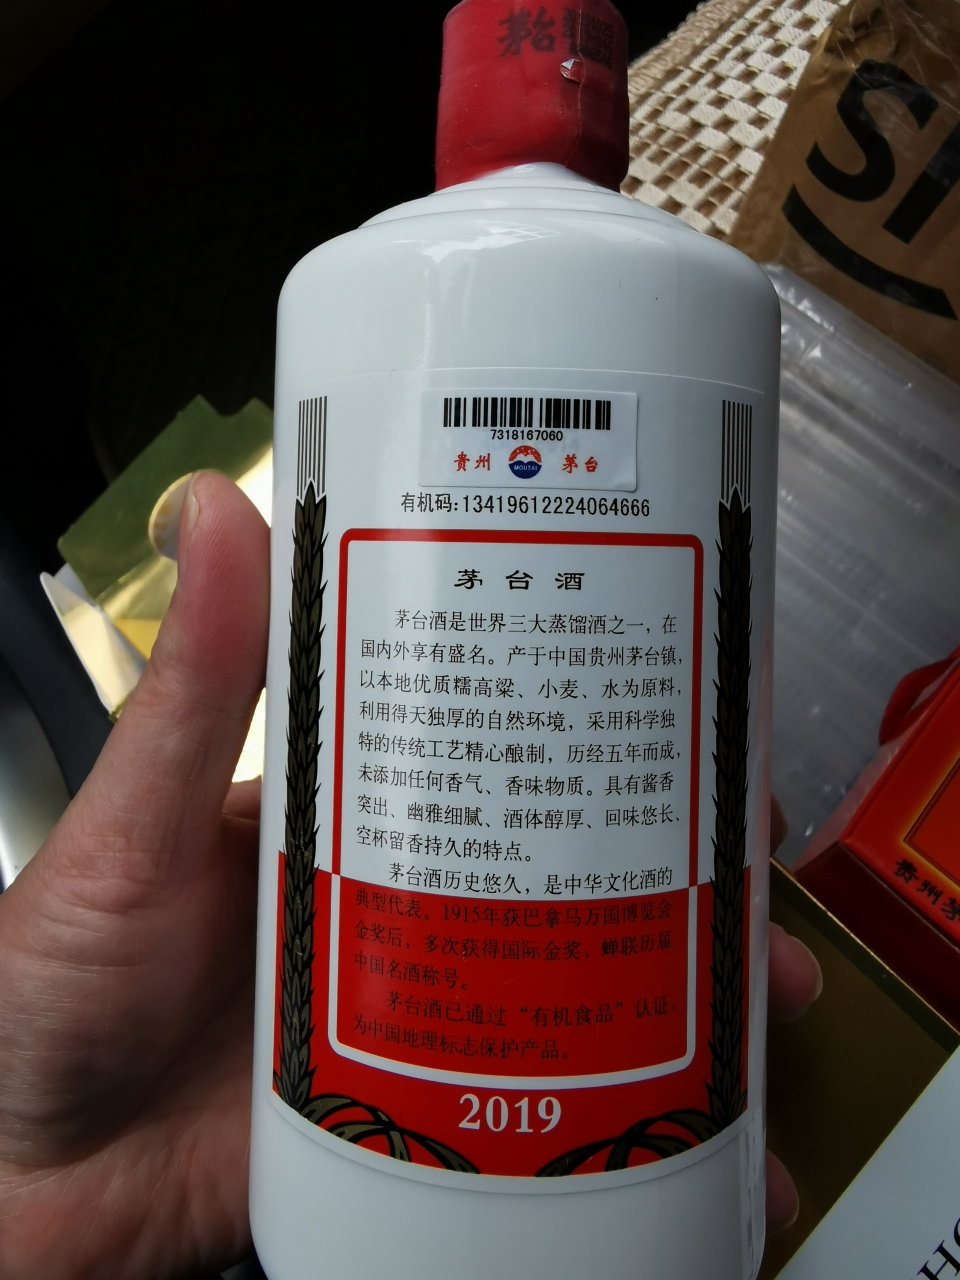 茅台
SI
7318167060
贵州 MOUTAI 茅台
有机码:13419612224064666
茅台酒
茅台酒是世界三大蒸馏酒之一，在
国内外享有盛名。产于中国贵州茅台镇，
以本地优质糯高粱、小麦、水为原料，
利用得天独厚的自然环境，采用科学独
特的传统工艺精心酿制，历经五年而成，
未添加任何香气、香味物质。具有酱香
突出、幽雅细腻、酒体醇厚、回味悠长、
空杯留香持久的特点。
茅台酒历史悠久，是中华文化酒的
典型代表。1915年获巴拿马万国博览会
金奖后，多次获得国际金奖，蝉联历届
中国名酒称号。
茅台酒已通过“有机食品”认证，
为中国地理标志保护产品。
2019
贵州茅
HO